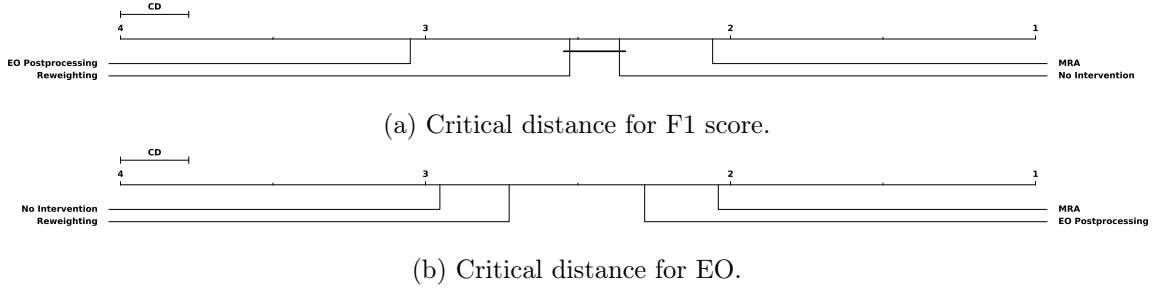 CD
4 3 2 1
EO Postprocessing MRA
Reweighting No Intervention
(a) Critical distance for F1 score.
CD
4 3 2 1
No Intervention MRA
Reweighting EO Postprocessing
(b) Critical distance for EO.